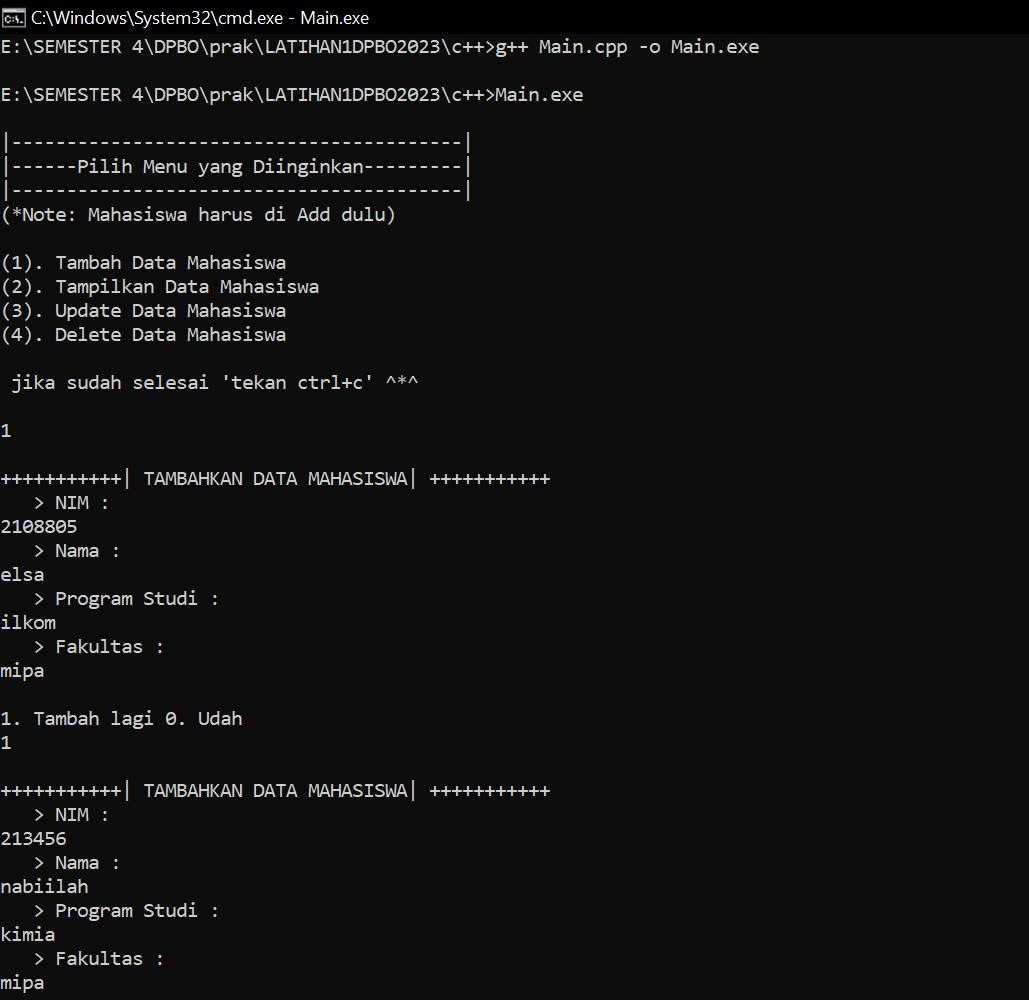 C:\Windows\System32\cmd.exe - Main.exe
E:\SEMESTER 4\DPBO\prak\LATIHAN1DPBO2023\c++>g++ Main.cpp -o Main.exe
E:\SEMESTER 4\DPBO\prak\LATIHAN1DPBO2023\c++>Main.exe
|-----------------------------------------|
|------Pilih Menu yang Diinginkan---------|
|-----------------------------------------|
(*Note: Mahasiswa harus di Add dulu)
(1). Tambah Data Mahasiswa
(2). Tampilkan Data Mahasiswa
(3). Update Data Mahasiswa
(4). Delete Data Mahasiswa
jika sudah selesai 'tekan ctrl+c' ^*^
1
+++++++++++| TAMBAHKAN DATA MAHASISWA| +++++++++++
> NIM :
2108805
> Nama :
elsa
> Program Studi :
ilkom
> Fakultas :
mipa
1. Tambah lagi 0. Udah
1
+++++++++++| TAMBAHKAN DATA MAHASISWA| +++++++++++
> NIM :
213456
> Nama :
nabiilah
> Program Studi :
kimia
> Fakultas :
mipa